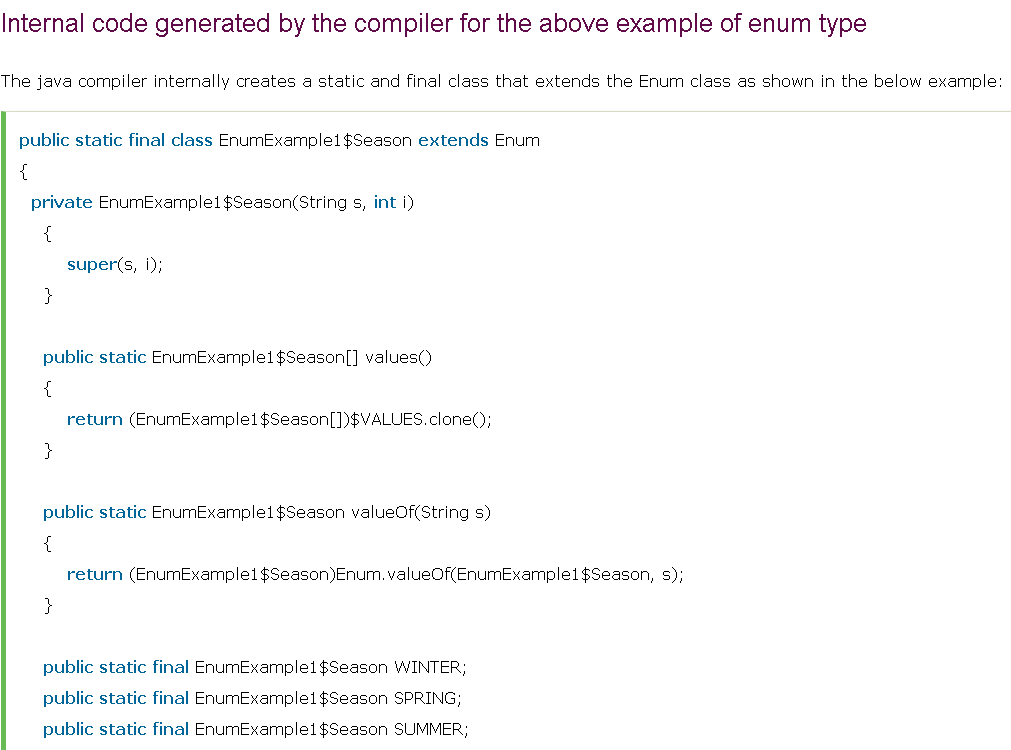 Internal code generated by the compiler for the above example of enum type
The java compiler internally creates a static and final class that extends the Enum class as shown in the below example:
public static final class EnumExample1$Season extends Enum
{
private EnumExample1$Season(String s, int i)
{
super(s, i);
}
public static EnumExample1$Season[] values()
{
return (EnumExample1$Season[])$VALUES.clone();
}
public static EnumExample1$Season valueOf(String s)
{
return (EnumExample1$Season)Enum.valueOf(EnumExample1$Season, s);
}
public static final EnumExample1$Season WINTER;
public static final EnumExample1$Season SPRING;
public static final EnumExample1$Season SUMMER;